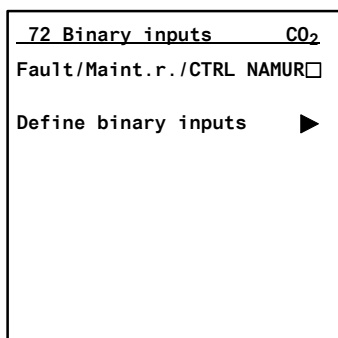 72 Binary inputs CO₂
Fault/Maint.r./CTRL NAMUR□
Define binary inputs ▶